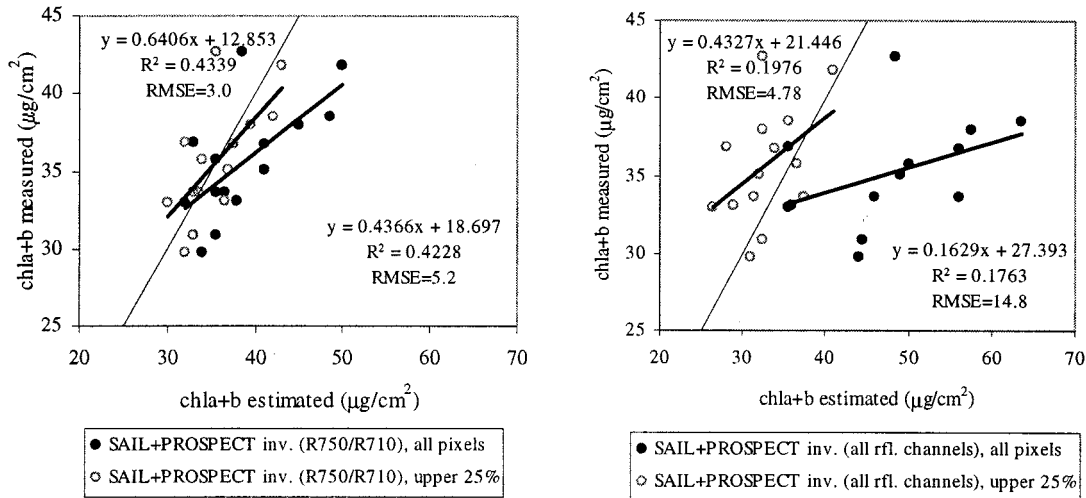 y = 0.6406x + 12.853
R² = 0.4339
RMSE=3.0
45
40
35
30
25
chla+b measured (µg/cm²)
y = 0.4366x + 18.697
R² = 0.4228
RMSE=5.2
20 30 40 50 60 70
chla+b estimated (µg/cm²)
● SAIL+PROSPECT inv. (R750/R710), all pixels
○ SAIL+PROSPECT inv. (R750/R710), upper 25%
y = 0.4327x + 21.446
R² = 0.1976
RMSE=4.78
45
40
35
30
25
chla+b measured (µg/cm²)
y = 0.1629x + 27.393
R² = 0.1763
RMSE=14.8
20 30 40 50 60 70
chla+b estimated (µg/cm²)
● SAIL+PROSPECT inv. (all rfl. channels), all pixels
○ SAIL+PROSPECT inv. (all rfl. channels), upper 25%